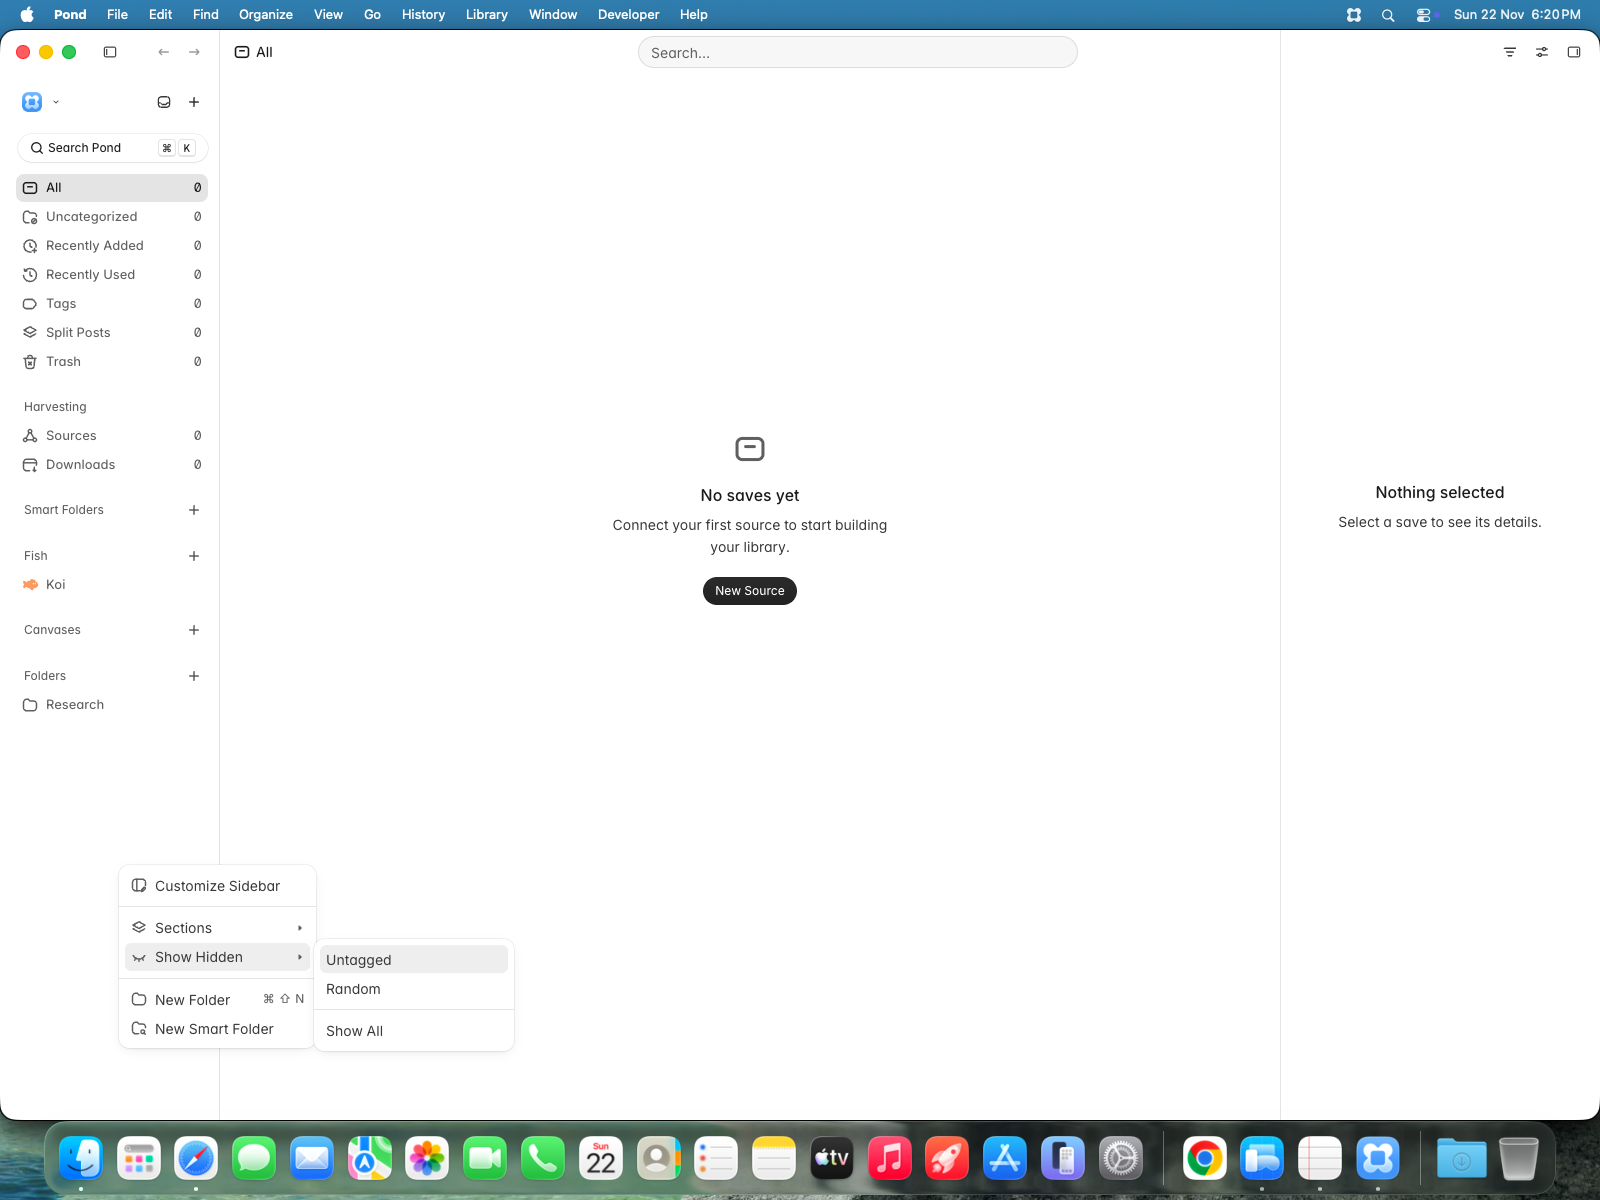 Pond File Edit Find Organize View Go History Library Window Developer Help Sun 22 Nov 6:20 PM
All
Search...
Search Pond ⌘ K
All 0
Uncategorized 0
Recently Added 0
Recently Used 0
Tags 0
Split Posts 0
Trash 0
Harvesting
Sources 0
Downloads 0
Smart Folders
Fish
Koi
Canvases
Folders
Research
No saves yet
Connect your first source to start building
your library.
New Source
Nothing selected
Select a save to see its details.
Customize Sidebar
Sections
Show Hidden
New Folder ⌘ ⇧ N
New Smart Folder
Untagged
Random
Show All
Sun
22
tv